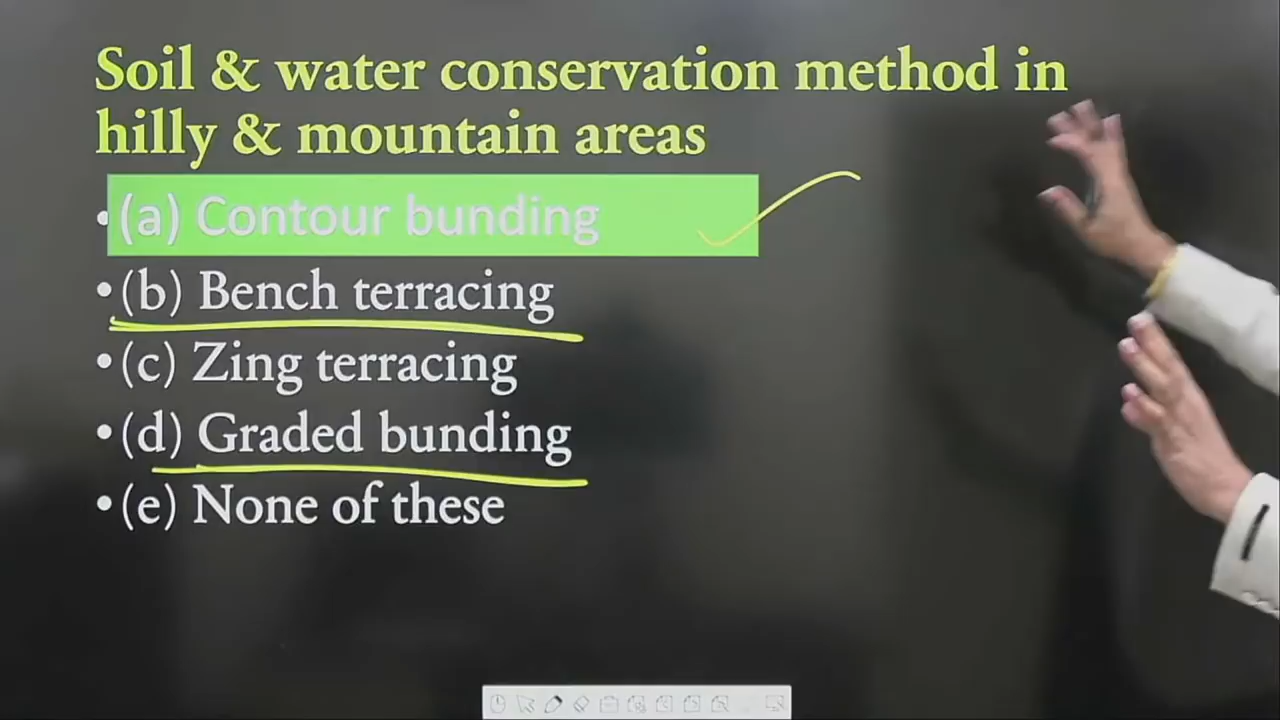 Soil & water conservation method in
hilly & mountain areas
•(a) Contour bunding
•(b) Bench terracing
•(c) Zing terracing
•(d) Graded bunding
•(e) None of these